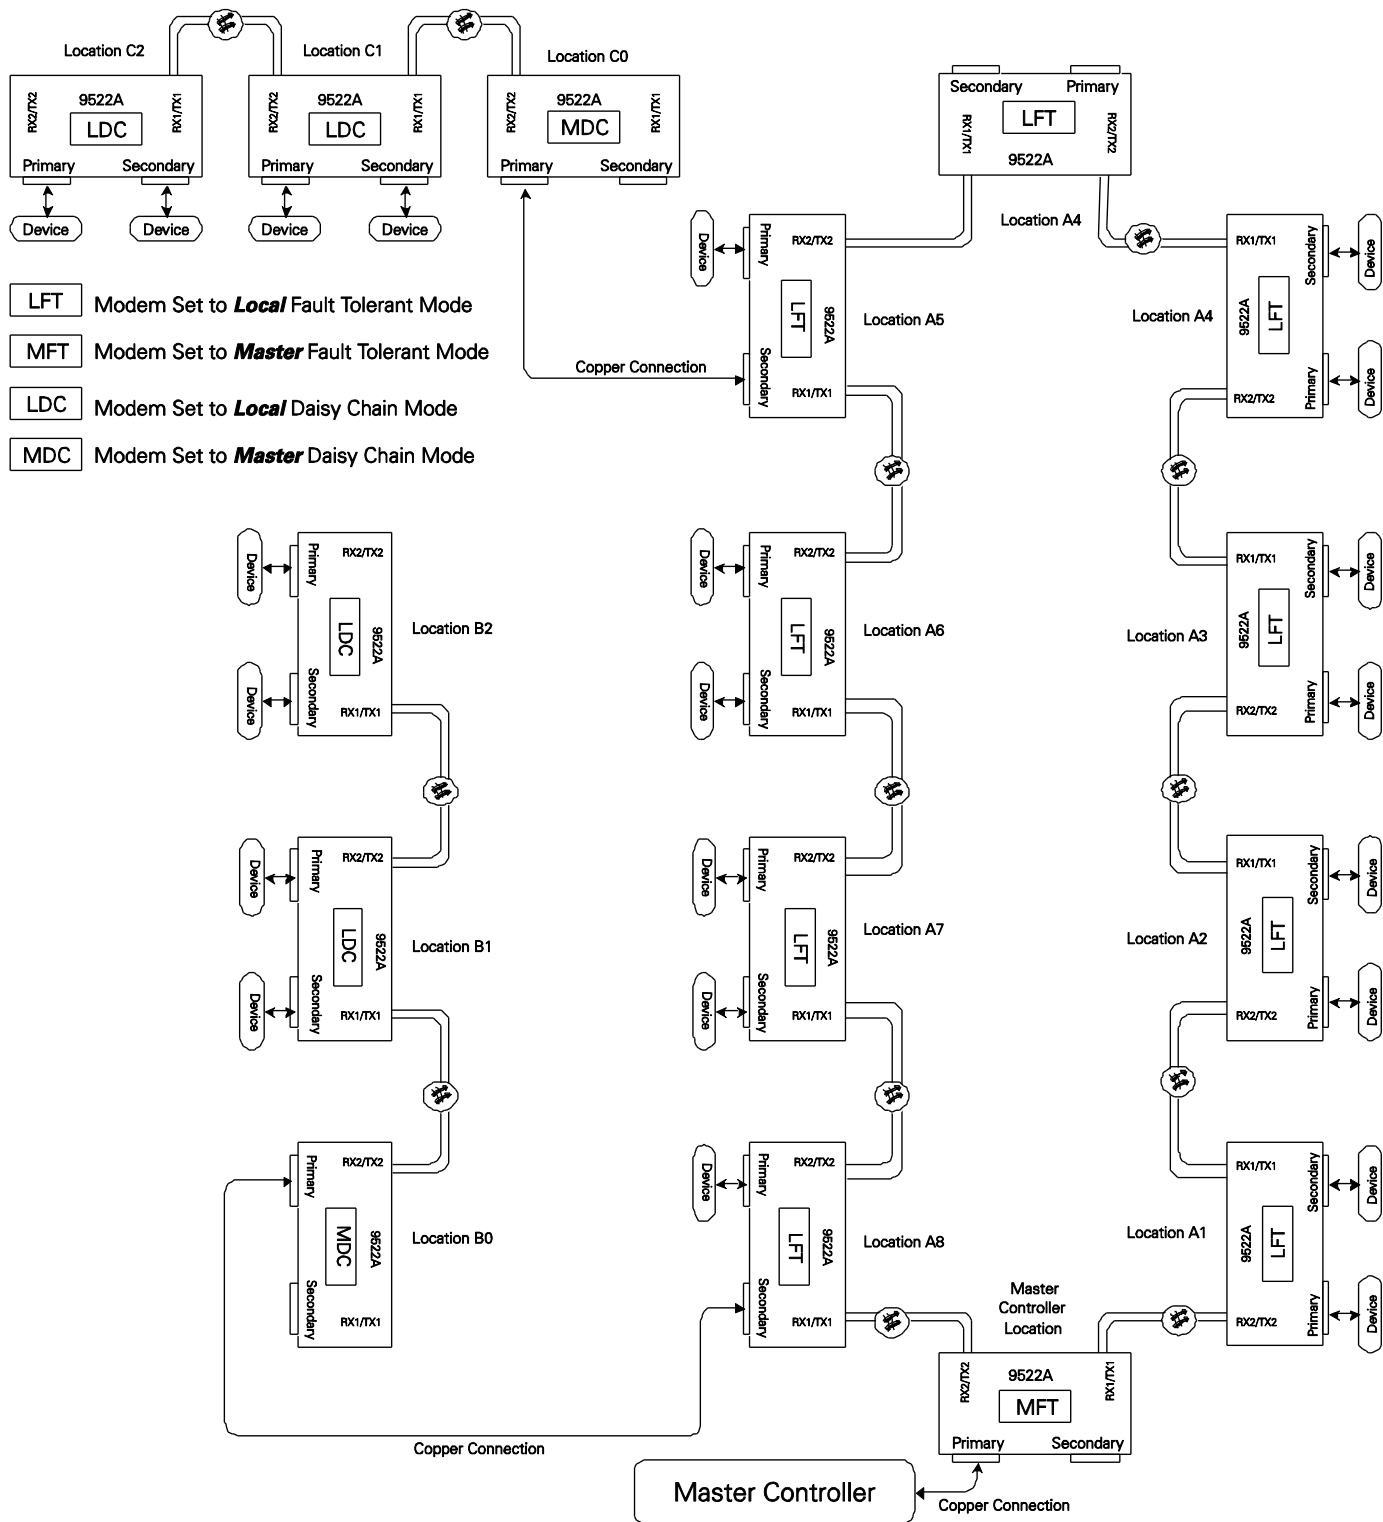 Location C2
Location C1
Location C0
RX2/TX2
9522A
LDC
RX1/TX1
Primary
Secondary
Device
Device
RX2/TX2
9522A
LDC
RX1/TX1
Primary
Secondary
Device
Device
RX2/TX2
9522A
MDC
RX1/TX1
Primary
Secondary
Secondary
Primary
LFT
RX1/TX1
RX2/TX2
9522A
Location A4
LFT Modem Set to Local Fault Tolerant Mode
MFT Modem Set to Master Fault Tolerant Mode
LDC Modem Set to Local Daisy Chain Mode
MDC Modem Set to Master Daisy Chain Mode
Device
Primary
RX2/TX2
LFT
9522A
Location A5
Secondary
RX1/TX1
Copper Connection
RX1/TX1
Secondary
Device
Location A4
9522A
LFT
RX2/TX2
Primary
Device
Device
Primary
RX2/TX2
LDC
9522A
Location B2
Device
Secondary
RX1/TX1
Device
Primary
RX2/TX2
LFT
9522A
Location A6
Device
Secondary
RX1/TX1
RX1/TX1
Secondary
Device
Location A3
9522A
LFT
RX2/TX2
Primary
Device
Device
Primary
RX2/TX2
LDC
9522A
Location B1
Device
Secondary
RX1/TX1
Device
Primary
RX2/TX2
LFT
9522A
Location A7
Device
Secondary
RX1/TX1
RX1/TX1
Secondary
Device
Location A2
9522A
LFT
RX2/TX2
Primary
Device
Primary
RX2/TX2
MDC
9522A
Location B0
Secondary
RX1/TX1
Device
Primary
RX2/TX2
LFT
9522A
Location A8
Secondary
RX1/TX1
RX1/TX1
Secondary
Device
Location A1
9522A
LFT
RX2/TX2
Primary
Device
Master
Controller
Location
RX2/TX2
9522A
RX1/TX1
MFT
Primary
Secondary
Copper Connection
Master Controller
Copper Connection